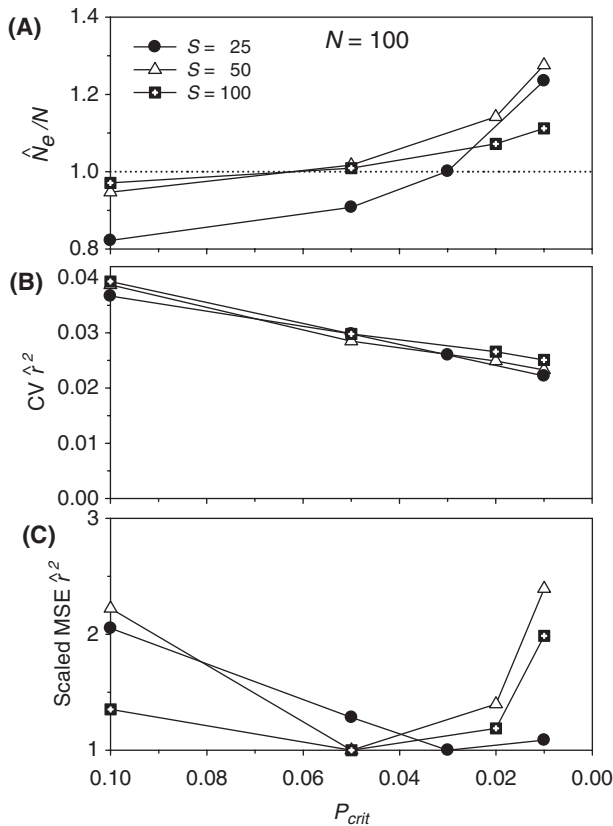 (A)
N = 100
S = 25
S = 50
S = 100
N̂e/N
1.4
1.2
1.0
0.8
(B)
CV r̂ 2
0.04
0.03
0.02
0.00
(C)
Scaled MSE r̂ 2
3
2
1
0.10 0.08 0.06 0.04 0.02 0.00
Pcrit